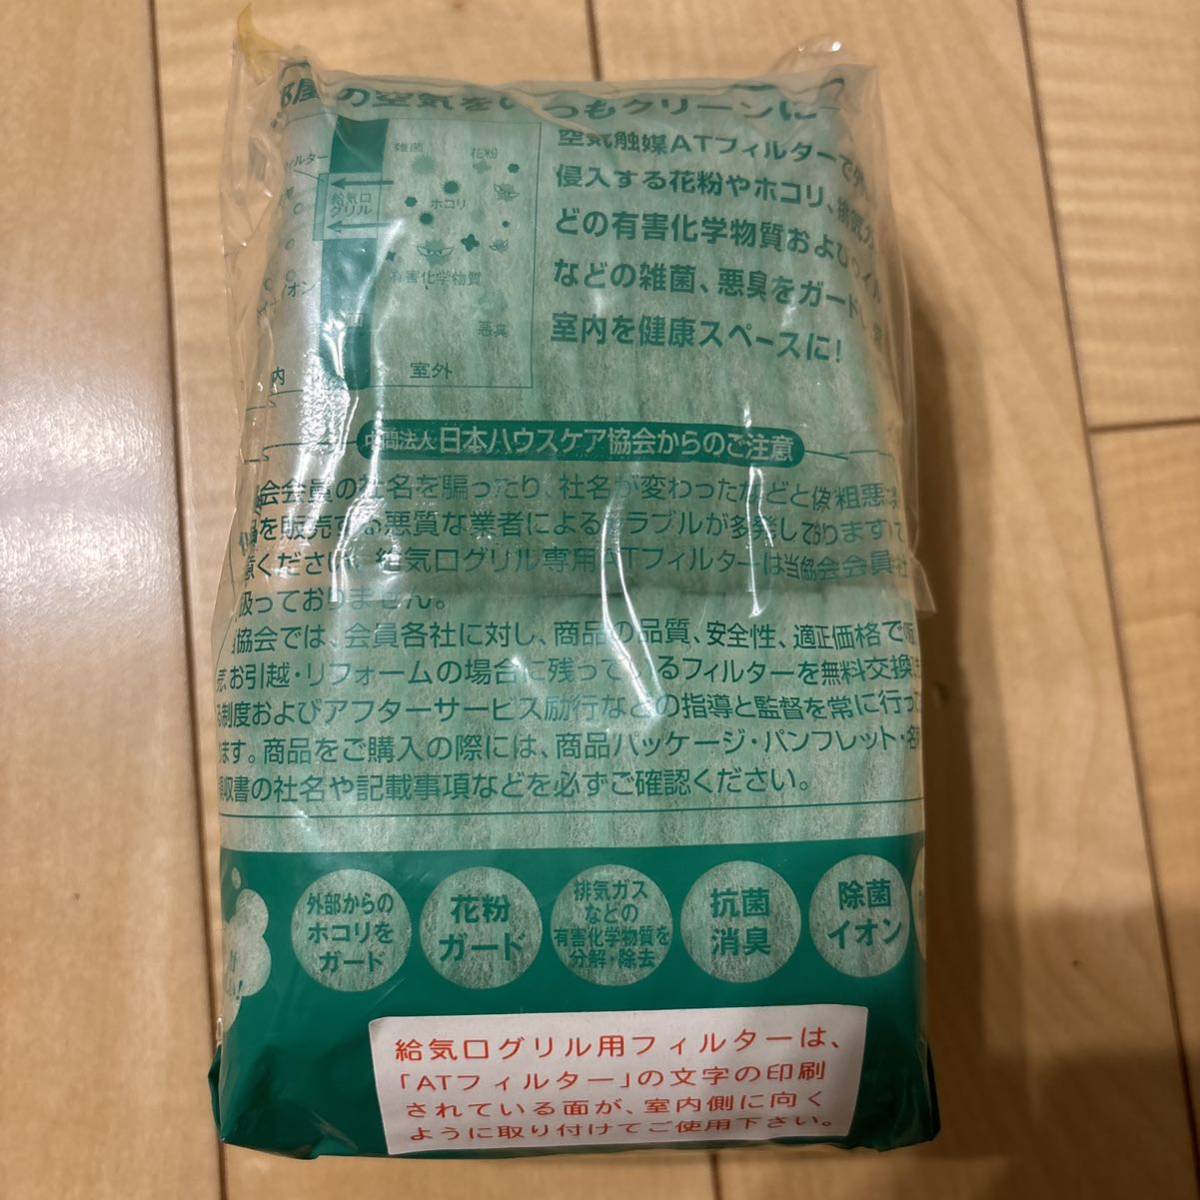 部屋の空気をいつもクリーンに
空気触媒ATフィルターで
侵入する花粉やホコリ、排気ガ
どの有害化学物質および
などの雑菌、悪臭をガード
室内を健康スペースに!
雑菌
花粉
ィルター
給気口
グリル
ホコリ
有害化学物質
イオン
悪臭
内
室外
中間法人日本ハウスケア協会からのご注意
会会員の社名を騙ったり、社名が変わったなどと偽 粗悪
を販売する悪質な業者によるトラブルが多発しております
意ください。給気口グリル専用ATフィルターは当協会会員社
扱っておりません。
当協会では、会員各社に対し、商品の品質、安全性、適正価格で
お引越・リフォームの場合に残っているフィルターを無料交換
る制度およびアフターサービス励行などの指導と監督を常に行って
ます。商品をご購入の際には、商品パッケージ・パンフレット・名
領収書の社名や記載事項などを必ずご確認ください。
外部からの
ホコリを
ガード
花粉
ガード
排気ガス
などの
有害化学物質を
分解・除去
抗菌
消臭
除菌
イオン
給気口グリル用フィルターは、
「ATフィルター」の文字の印刷
されている面が、室内側に向く
ように取り付けてご使用下さい。